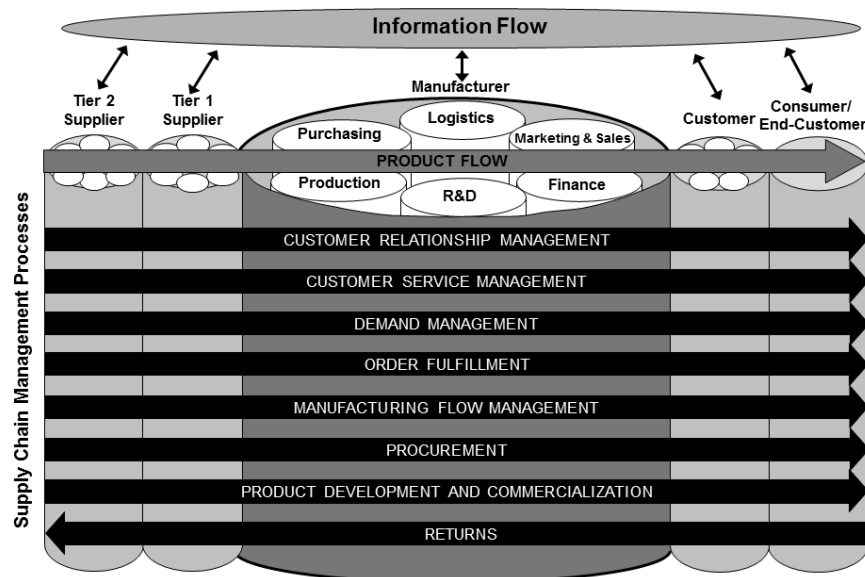 Information Flow
Manufacturer
Tier 2
Supplier
Tier 1
Supplier
Customer
Consumer/
End-Customer
Logistics
Purchasing
Marketing & Sales
PRODUCT FLOW
Production
R&D
Finance
Supply Chain Management Processes
CUSTOMER RELATIONSHIP MANAGEMENT
CUSTOMER SERVICE MANAGEMENT
DEMAND MANAGEMENT
ORDER FULFILLMENT
MANUFACTURING FLOW MANAGEMENT
PROCUREMENT
PRODUCT DEVELOPMENT AND COMMERCIALIZATION
RETURNS